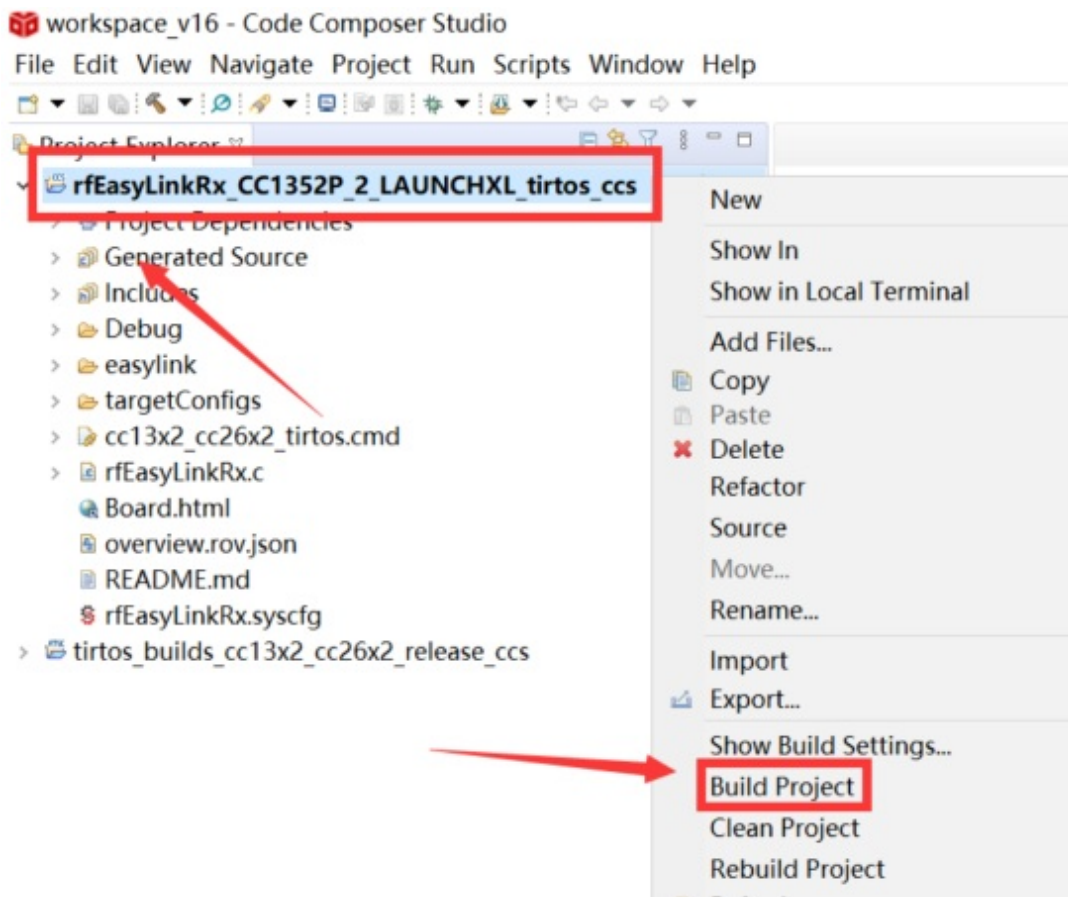 workspace_v16 - Code Composer Studio
File Edit View Navigate Project Run Scripts Window Help
Project Explorer
rfEasyLinkRx_CC1352P_2_LAUNCHXL_tirtos_ccs
Project Dependencies
Generated Source
Includes
Debug
easylink
targetConfigs
cc13x2_cc26x2_tirtos.cmd
rfEasyLinkRx.c
Board.html
overview.rov.json
README.md
rfEasyLinkRx.syscfg
tirtos_builds_cc13x2_cc26x2_release_ccs
New
Show In
Show in Local Terminal
Add Files...
Copy
Paste
Delete
Refactor
Source
Move...
Rename...
Import
Export...
Show Build Settings...
Build Project
Clean Project
Rebuild Project